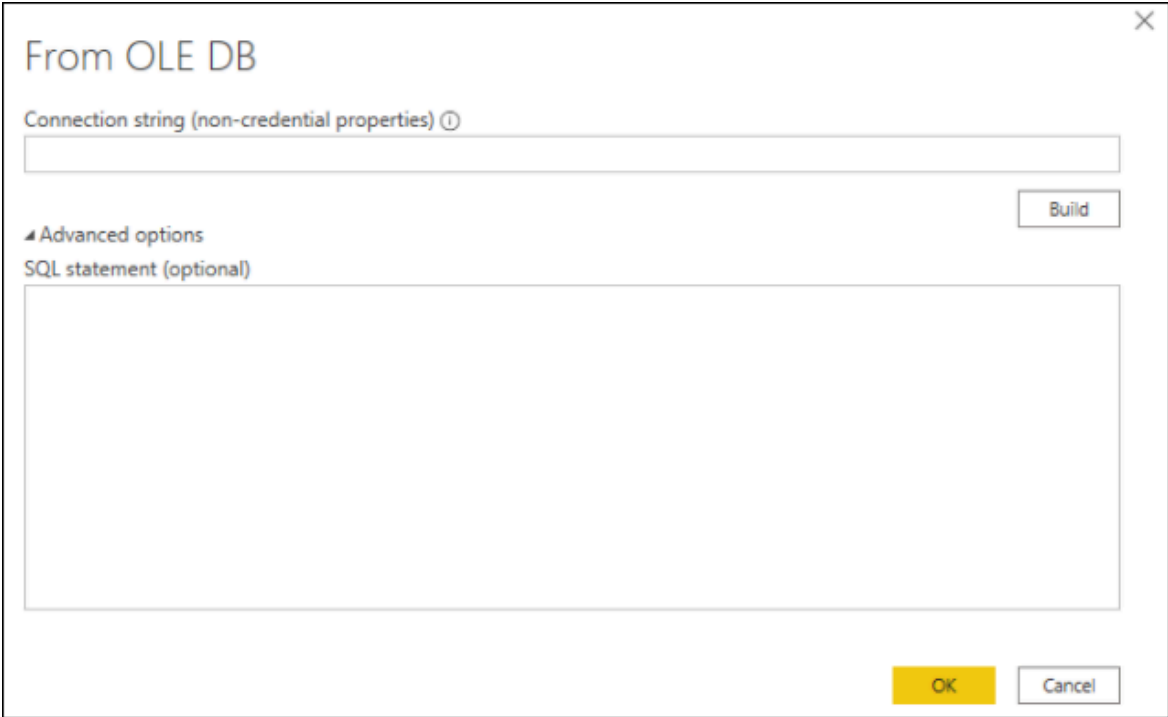 From OLE DB
Connection string (non-credential properties)
Build
Advanced options
SQL statement (optional)
OK
Cancel